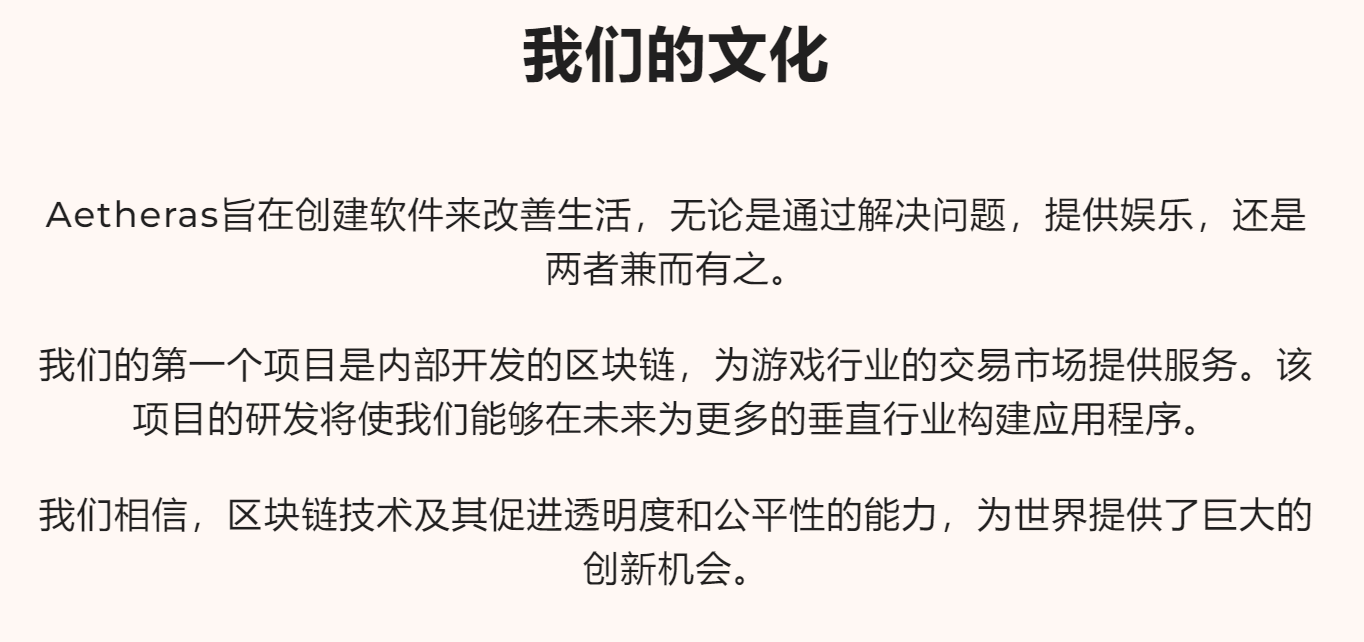 我们的文化
Aetheras旨在创建软件来改善生活，无论是通过解决问题，提供娱乐，还是
两者兼而有之。
我们的第一个项目是内部开发的区块链，为游戏行业的交易市场提供服务。该
项目的研发将使我们能够在未来为更多的垂直行业构建应用程序。
我们相信，区块链技术及其促进透明度和公平性的能力，为世界提供了巨大的
创新机会。